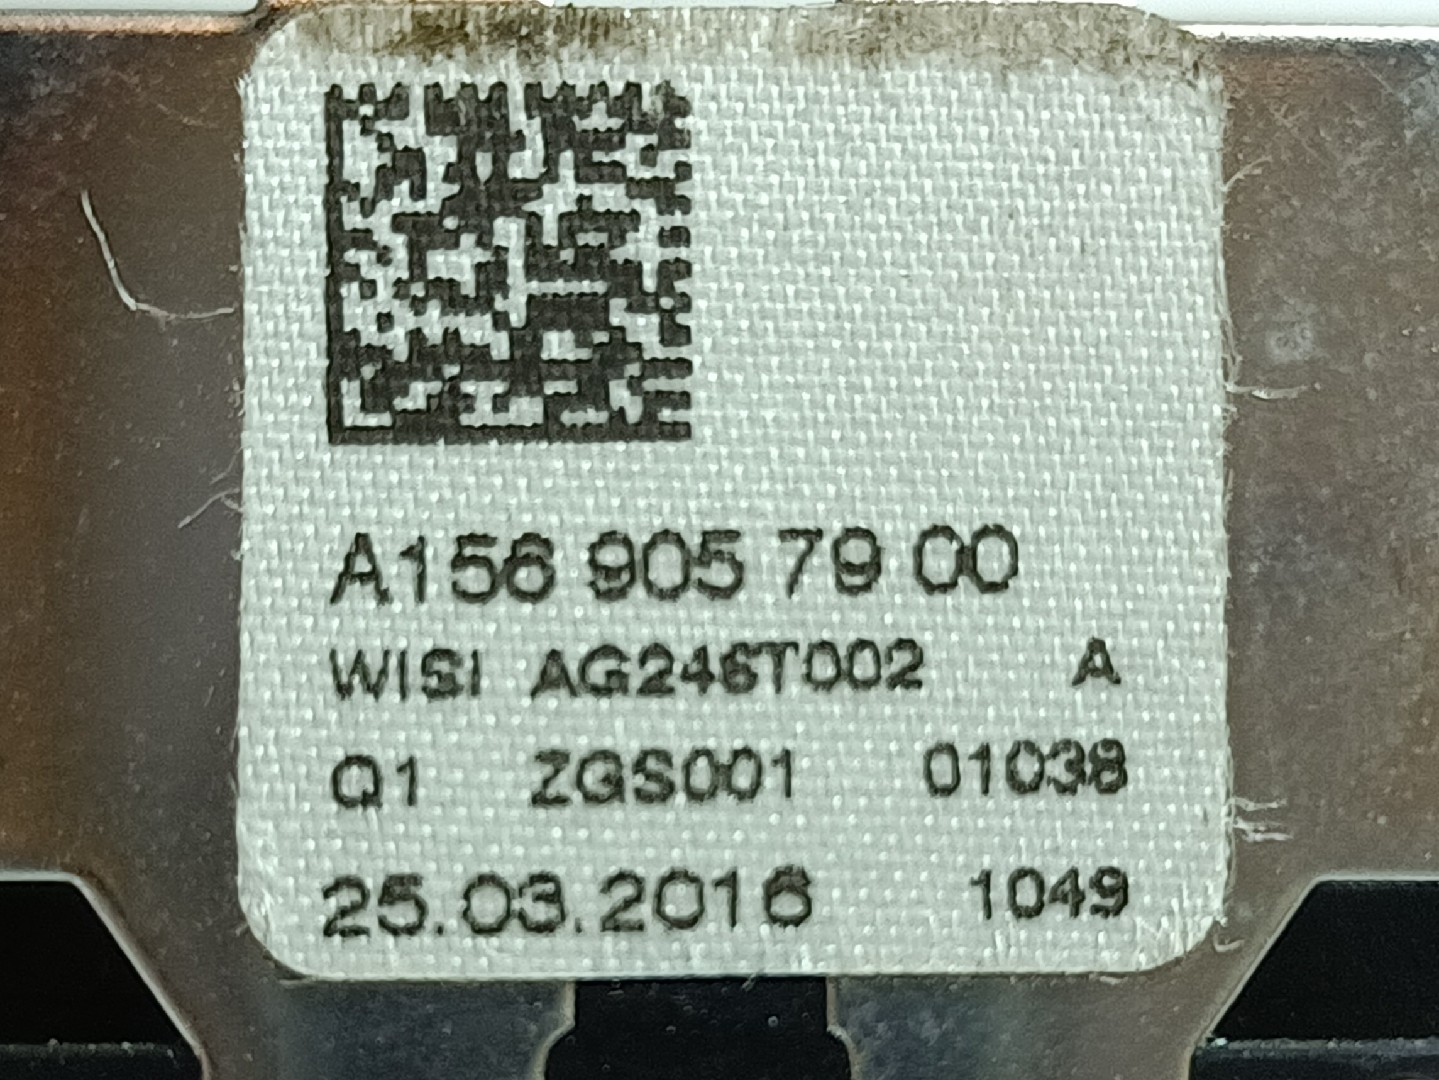 A156 905 79 00
WISI AG246T002 A
Q1 ZGS001 01038
25.03.2016 1049